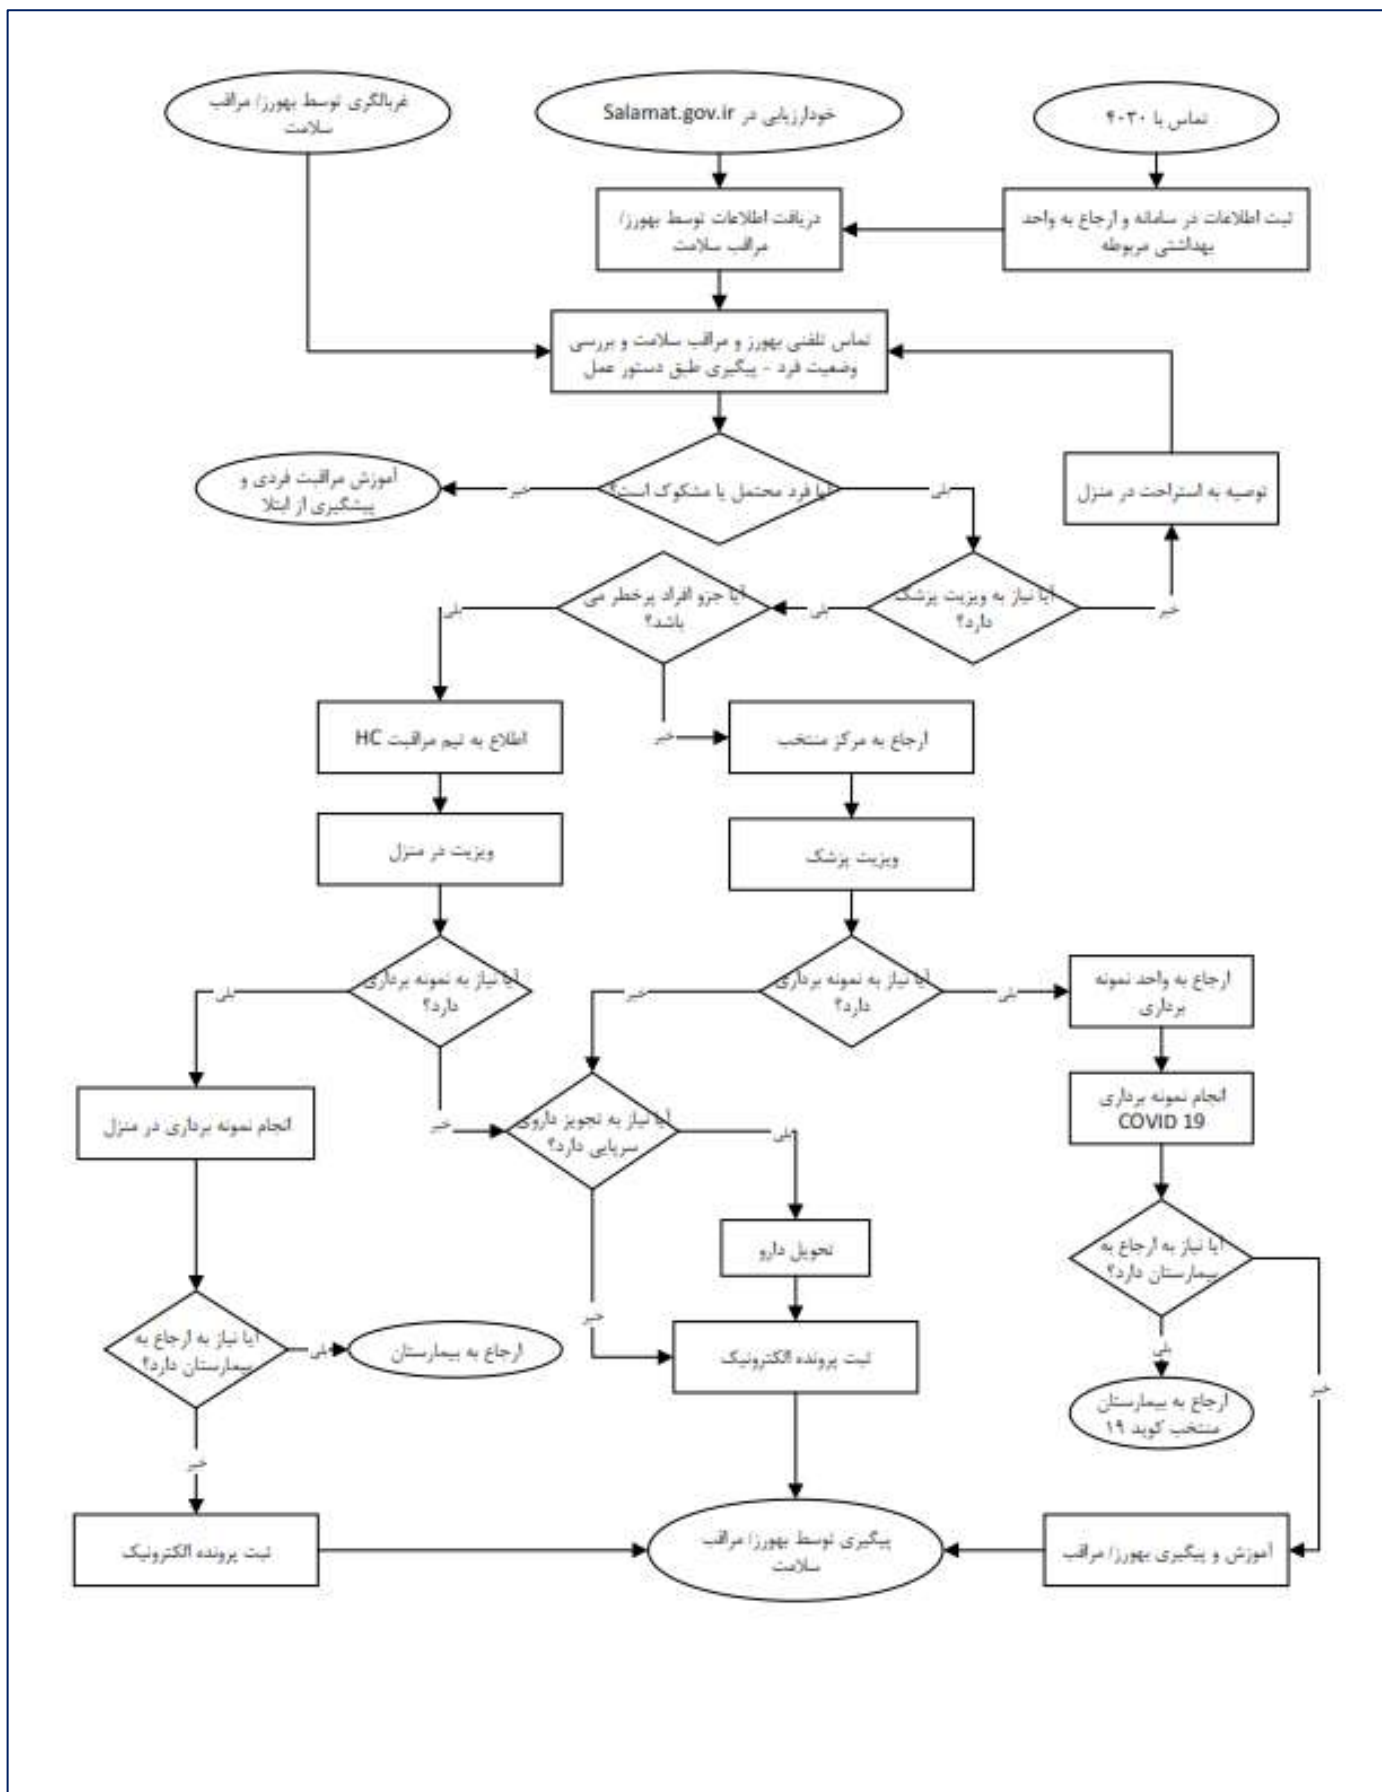 تماس با ۴۰۳۰
خودارزیابی در Salamat.gov.ir
غربالگری توسط بهورز/ مراقب
سلامت
ثبت اطلاعات در سامانه و ارجاع به واحد
بهداشتی مربوطه
دریافت اطلاعات توسط بهورز/
مراقب سلامت
تماس تلفنی بهورز و مراقب سلامت و بررسی
وضعیت فرد - پیگیری طبق دستور عمل
آیا فرد محتمل یا مشکوک است؟
بلی
خیر
آموزش مراقبت فردی و
پیشگیری از ابتلا
توصیه به استراحت در منزل
آیا نیاز به ویزیت پزشک
دارد؟
خیر
بلی
آیا جزو افراد پرخطر می
باشد؟
بلی
خیر
ارجاع به مرکز منتخب
اطلاع به تیم مراقبت HC
ویزیت پزشک
ویزیت در منزل
آیا نیاز به نمونه برداری
دارد؟
بلی
خیر
آیا نیاز به نمونه برداری
دارد؟
بلی
خیر
ارجاع به واحد نمونه
برداری
انجام نمونه برداری
COVID 19
آیا نیاز به تجویز داروی
سرپایی دارد؟
بلی
خیر
انجام نمونه برداری در منزل
تحویل دارو
آیا نیاز به ارجاع به
بیمارستان دارد؟
بلی
خیر
آیا نیاز به ارجاع به
بیمارستان دارد؟
بلی
خیر
ارجاع به بیمارستان
ثبت پرونده الکترونیک
ارجاع به بیمارستان
منتخب کوید ۱۹
آموزش و پیگیری بهورز/ مراقب
پیگیری توسط بهورز/ مراقب
سلامت
ثبت پرونده الکترونیک